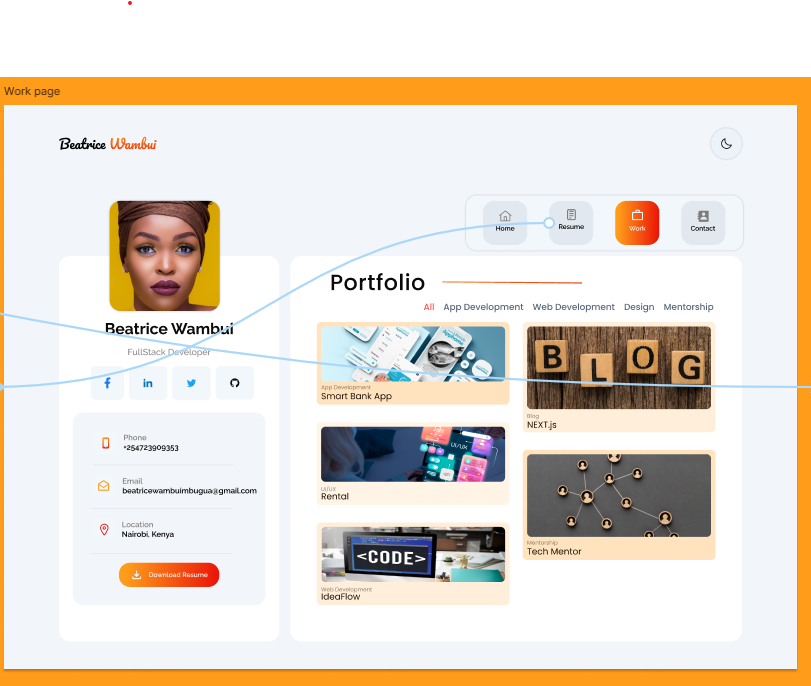 Work page
Beatrice Wambui
Home
Resume
Work
Contact
Portfolio
All App Development Web Development Design Mentorship
Beatrice Wambui
FullStack Developer
Phone
+254723909353
Email
beatricewambuimbugua@gmail.com
Location
Nairobi, Kenya
Download Resume
App Development
Smart Bank App
BLOG
Blog
NEXT.js
UI/UX
UI/UX
Rental
Mentorship
Tech Mentor
<CODE>
Web Development
IdeaFlow